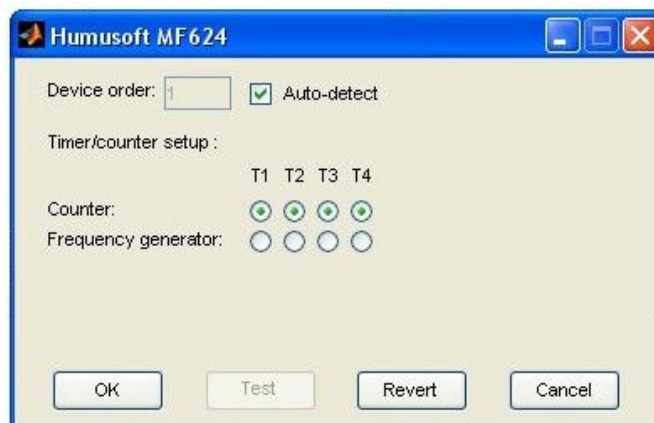 Humusoft MF624
Device order: 1 Auto-detect
Timer/counter setup :
T1 T2 T3 T4
Counter:
Frequency generator:
OK Test Revert Cancel